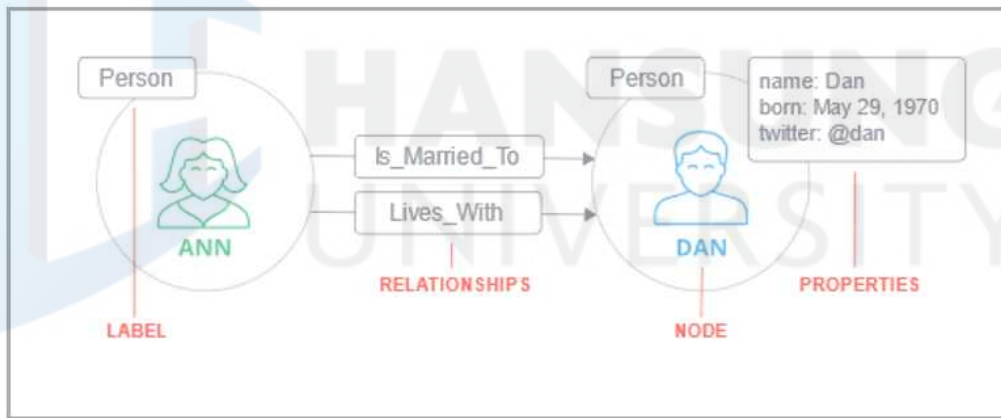 HANSUNG
UNIVERSITY
Person
Person
name: Dan
born: May 29, 1970
twitter: @dan
Is_Married_To
Lives_With
ANN
DAN
RELATIONSHIPS
PROPERTIES
LABEL
NODE